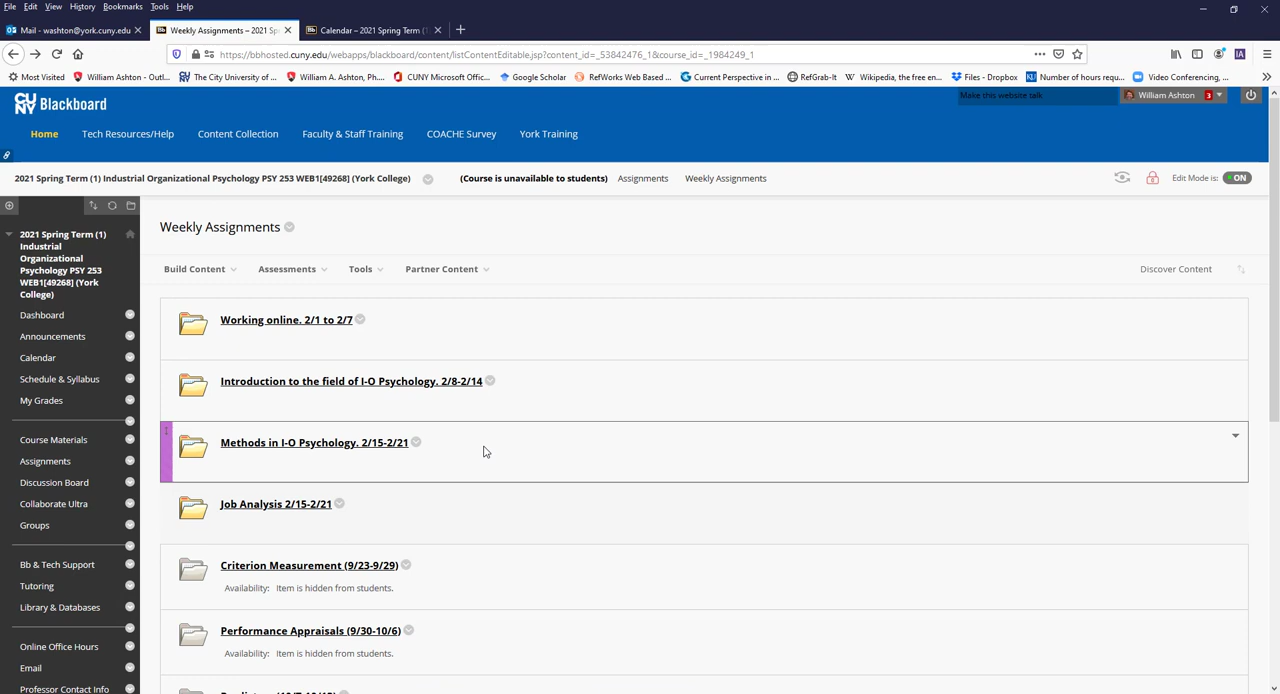 File Edit View History Bookmarks Tools Help
Mail - washton@york.cuny.edu
Weekly Assignments – 2021 Sp
Calendar – 2021 Spring Term (1
https://bbhosted.cuny.edu/webapps/blackboard/content/listContentEditable.jsp?content_id=_53842476_1&course_id=_1984249_1
Most Visited
William Ashton - Outl...
The City University of ...
William A. Ashton, Ph....
CUNY Microsoft Office...
Google Scholar
RefWorks Web Based ...
Current Perspective in ...
RefGrab-It
Wikipedia, the free en...
Files - Dropbox
Number of hours requ...
Video Conferencing, ...
CUNY Blackboard
Make this website talk
William Ashton 3
Home Tech Resources/Help Content Collection Faculty & Staff Training COACHE Survey York Training
2021 Spring Term (1) Industrial Organizational Psychology PSY 253 WEB1[49268] (York College)
(Course is unavailable to students)
Assignments
Weekly Assignments
Edit Mode is: ON
2021 Spring Term (1)
Industrial
Organizational
Psychology PSY 253
WEB1[49268] (York
College)
Dashboard
Announcements
Calendar
Schedule & Syllabus
My Grades
Course Materials
Assignments
Discussion Board
Collaborate Ultra
Groups
Bb & Tech Support
Tutoring
Library & Databases
Online Office Hours
Email
Professor Contact Info
Weekly Assignments
Build Content Assessments Tools Partner Content
Discover Content
Working online. 2/1 to 2/7
Introduction to the field of I-O Psychology. 2/8-2/14
Methods in I-O Psychology. 2/15-2/21
Job Analysis 2/15-2/21
Criterion Measurement (9/23-9/29)
Availability: Item is hidden from students.
Performance Appraisals (9/30-10/6)
Availability: Item is hidden from students.